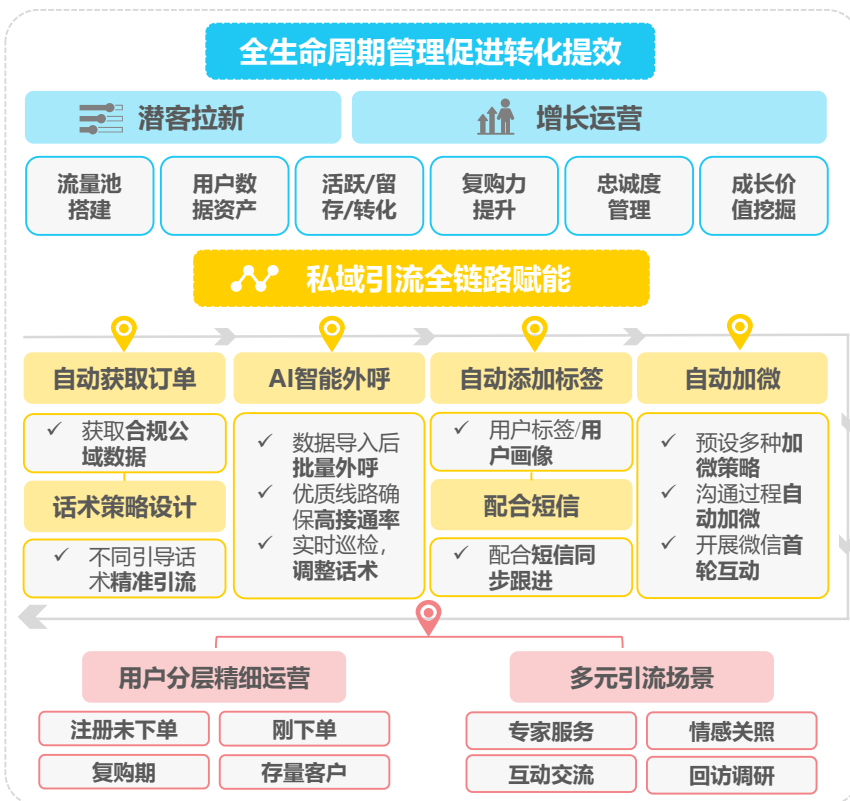 全生命周期管理促进转化提效
潜客拉新
增长运营
流量池
搭建
用户数
据资产
活跃/留
存/转化
复购力
提升
忠诚度
管理
成长价
值挖掘
私域引流全链路赋能
自动获取订单
✓ 获取合规公
域数据
话术策略设计
✓ 不同引导话
术精准引流
AI智能外呼
✓ 数据导入后
批量外呼
✓ 优质线路确
保高接通率
✓ 实时巡检，
调整话术
自动添加标签
✓ 用户标签/用
户画像
配合短信
✓ 配合短信同
步跟进
自动加微
✓ 预设多种加
微策略
✓ 沟通过程自
动加微
✓ 开展微信首
轮互动
用户分层精细运营
注册未下单
刚下单
复购期
存量客户
多元引流场景
专家服务
情感关照
互动交流
回访调研